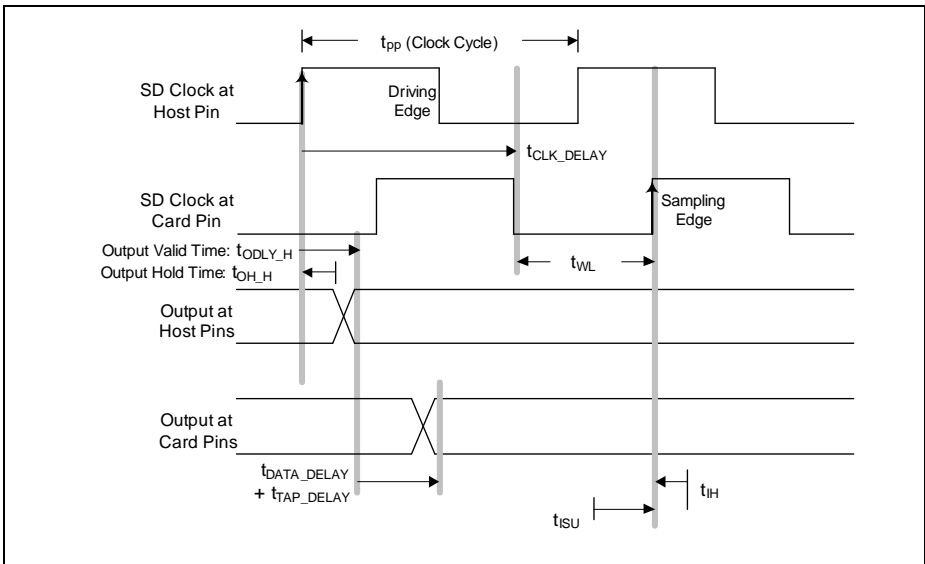 tpp (Clock Cycle)
SD Clock at
Host Pin
Driving
Edge
tCLK_DELAY
SD Clock at
Card Pin
Sampling
Edge
Output Valid Time: tODLY_H
Output Hold Time: tOH_H
tWL
Output at
Host Pins
Output at
Card Pins
tDATA_DELAY
+ tTAP_DELAY
tIH
tISU